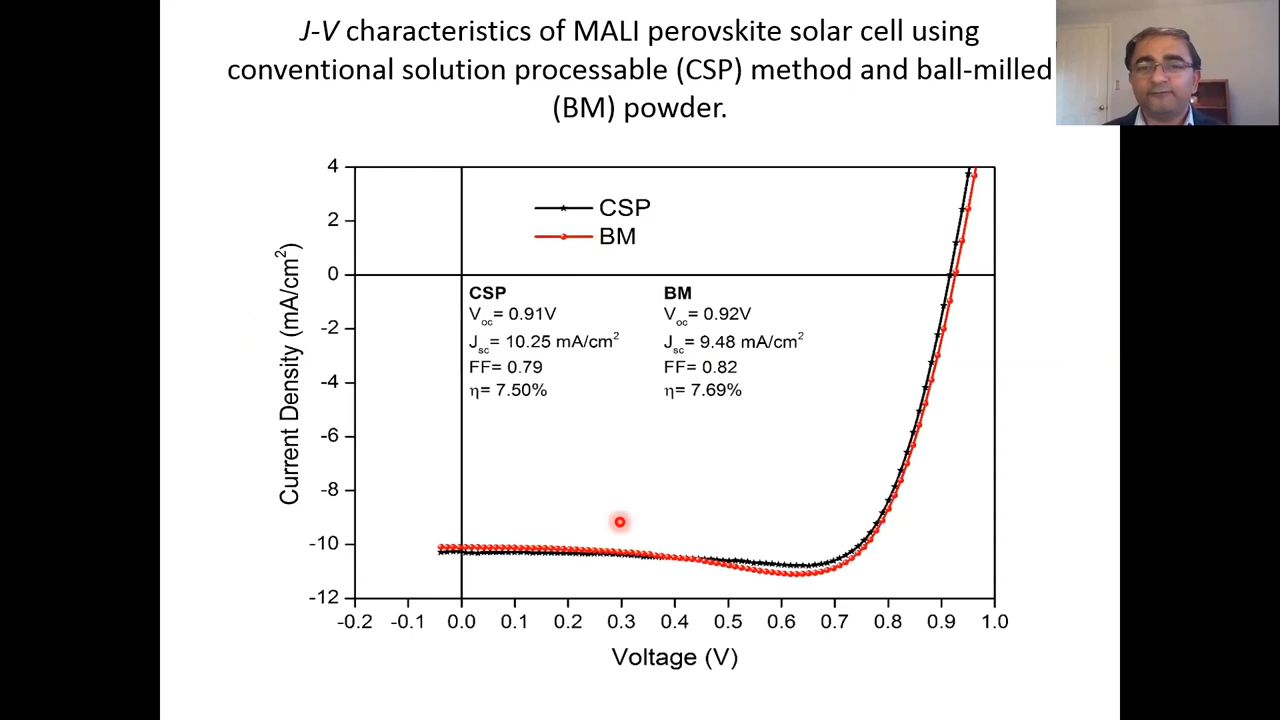 J-V characteristics of MALI perovskite solar cell using
conventional solution processable (CSP) method and ball-milled
(BM) powder.
4
2
0
-2
-4
-6
-8
-10
-12
Current Density (mA/cm²)
CSP
BM
CSP
Voc= 0.91V
Jsc= 10.25 mA/cm²
FF= 0.79
η= 7.50%
BM
Voc= 0.92V
Jsc= 9.48 mA/cm²
FF= 0.82
η= 7.69%
-0.2 -0.1 0.0 0.1 0.2 0.3 0.4 0.5 0.6 0.7 0.8 0.9 1.0
Voltage (V)